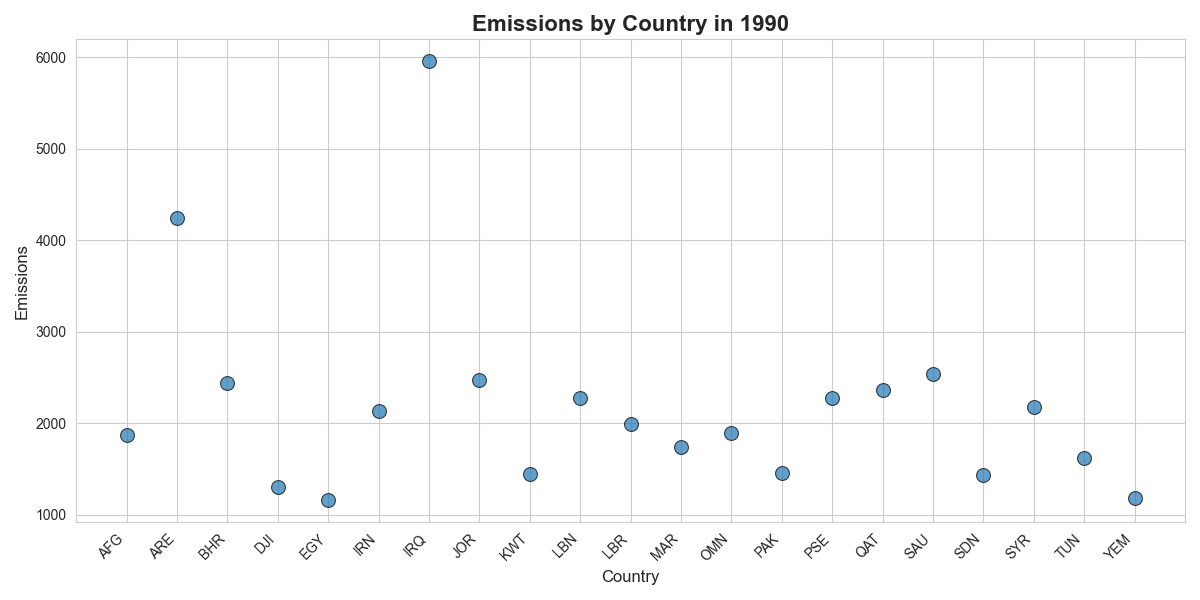 Emissions by Country in 1990
6000
5000
4000
3000
2000
1000
Emissions
AFG ARE BHR DJI EGY IRN IRQ JOR KWT LBN LBR MAR OMN PAK PSE QAT SAU SDN SYR TUN YEM
Country